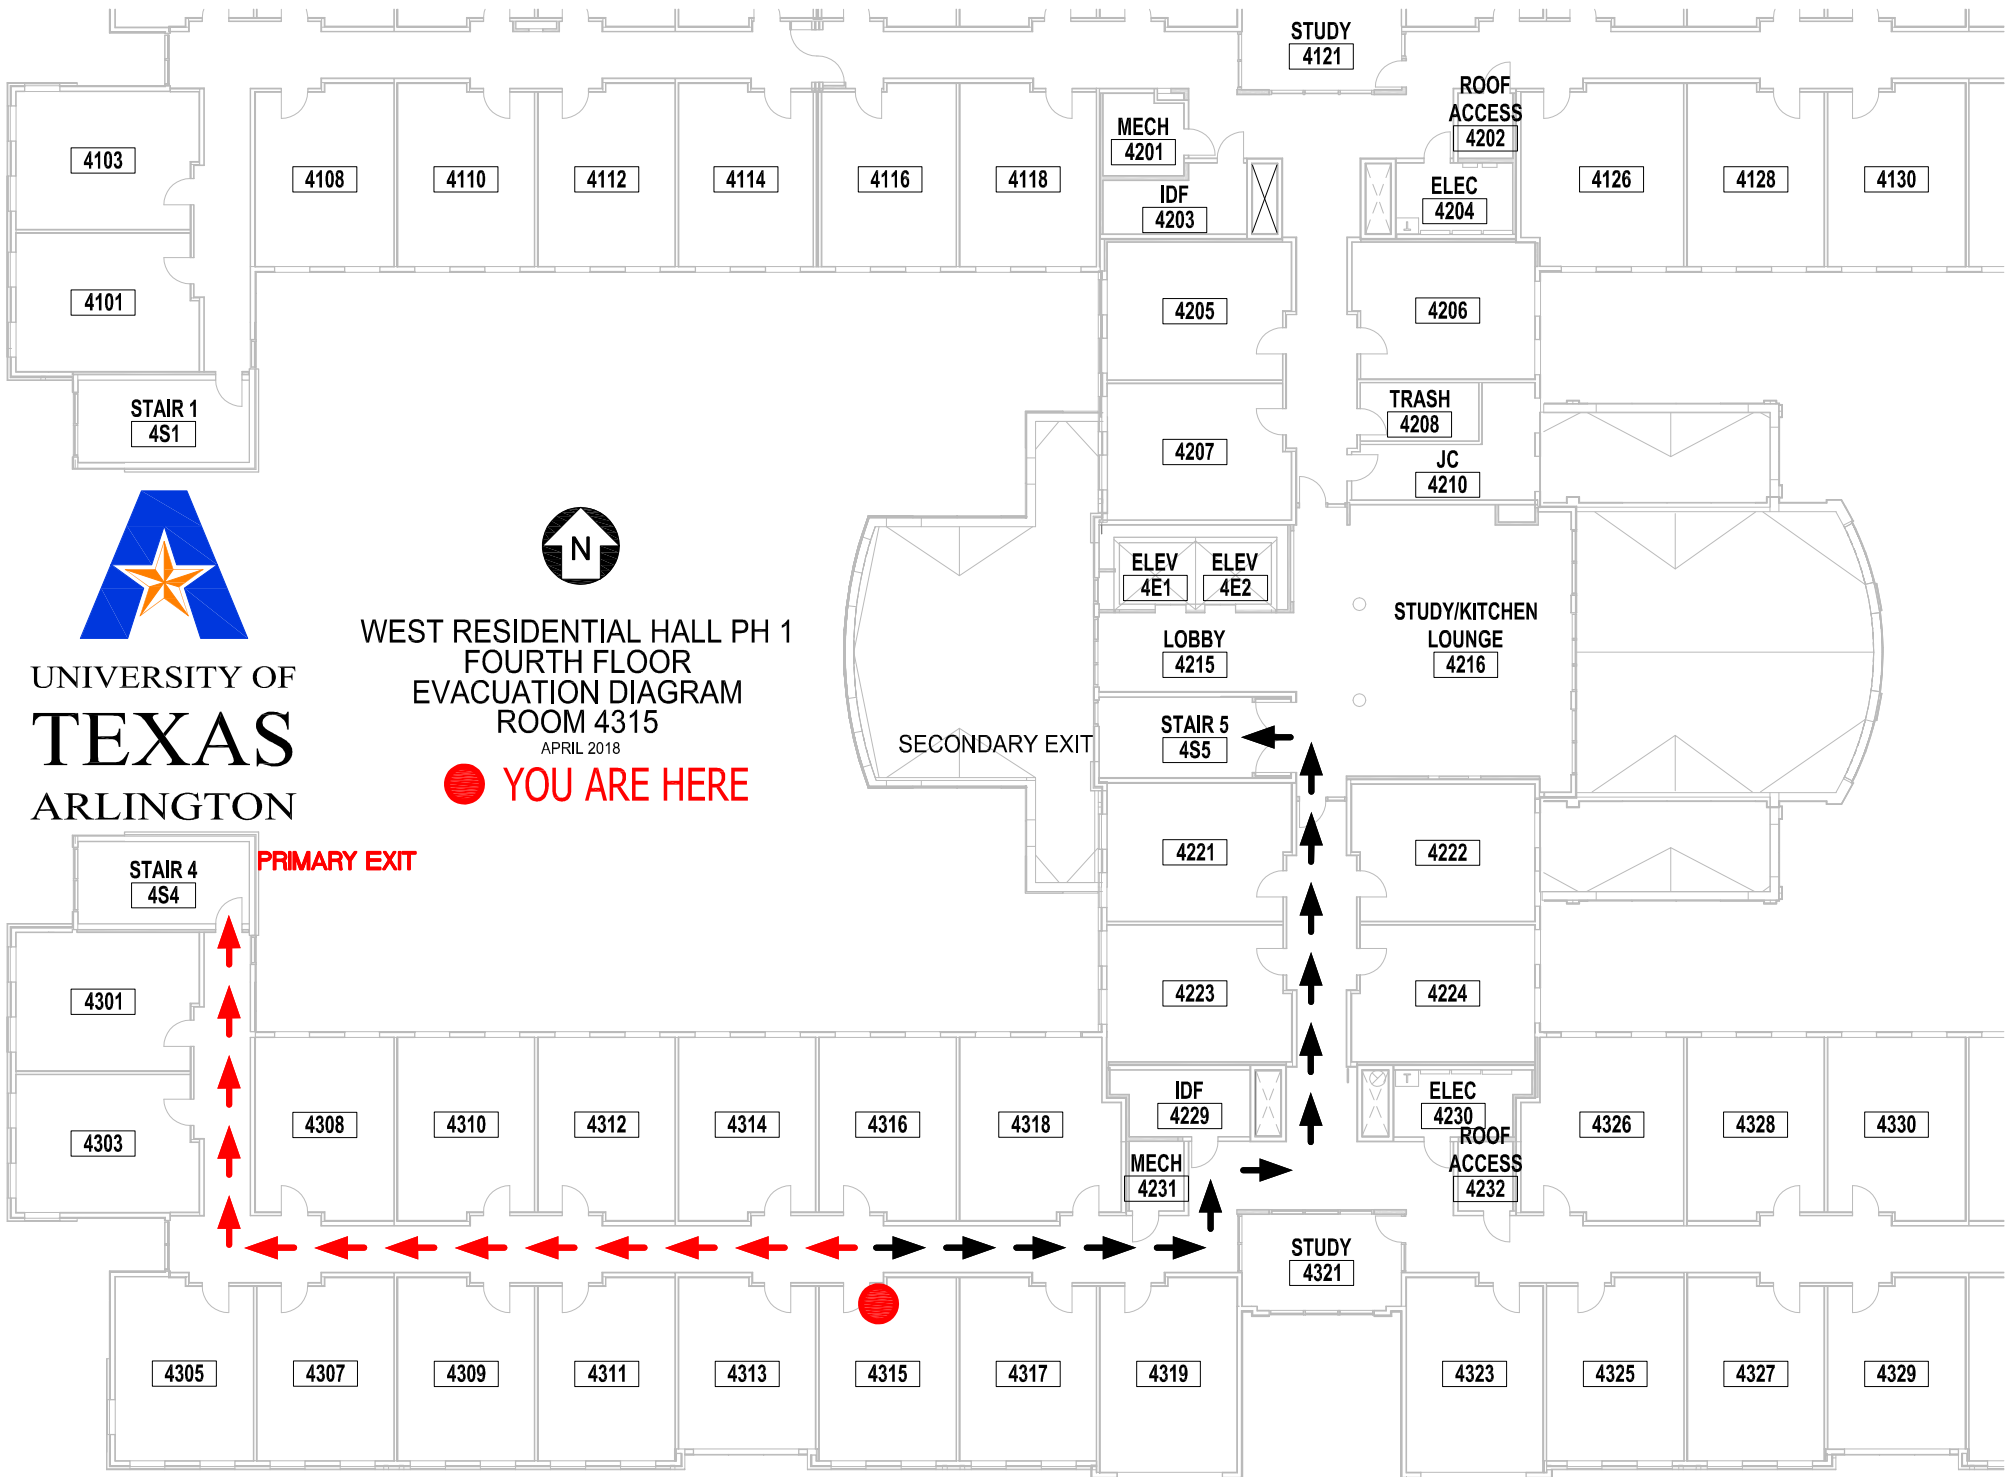 STUDY
4121
ROOF
ACCESS
4202
MECH
4201
4103
4108
4110
4112
4114
4116
4118
IDF
4203
ELEC
4204
T
4126
4128
4130
4101
4205
4206
STAIR 1
4S1
TRASH
4208
4207
JC
4210
N
ELEV
4E1
ELEV
4E2
STUDY/KITCHEN
LOUNGE
4216
LOBBY
4215
UNIVERSITY OF
TEXAS
ARLINGTON
WEST RESIDENTIAL HALL PH 1
FOURTH FLOOR
EVACUATION DIAGRAM
ROOM 4315
APRIL 2018
YOU ARE HERE
SECONDARY EXIT
STAIR 5
4S5
PRIMARY EXIT
STAIR 4
4S4
4221
4222
4301
4223
4224
IDF
4229
T
ELEC
4230
4303
4308
4310
4312
4314
4316
4318
MECH
4231
ROOF
ACCESS
4232
4326
4328
4330
STUDY
4321
4305
4307
4309
4311
4313
4315
4317
4319
4323
4325
4327
4329